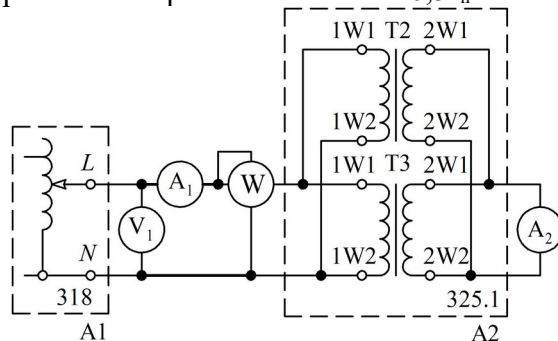 1W1 T2 2W1
1W2 2W2
L A₁ W 1W1 T3 2W1
V₁ A₂
N 1W2 2W2
318 325.1
A1 A2